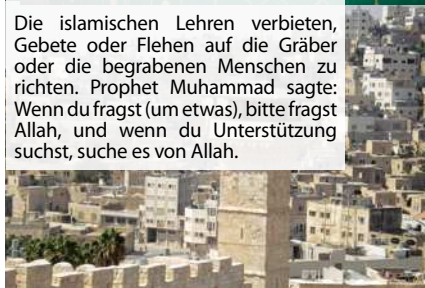 Die islamischen Lehren verbieten,
Gebete oder Flehen auf die Gräber
oder die begrabenen Menschen zu
richten. Prophet Muhammad sagte:
Wenn du fragst (um etwas), bitte fragst
Allah, und wenn du Unterstützung
suchst, suche es von Allah.